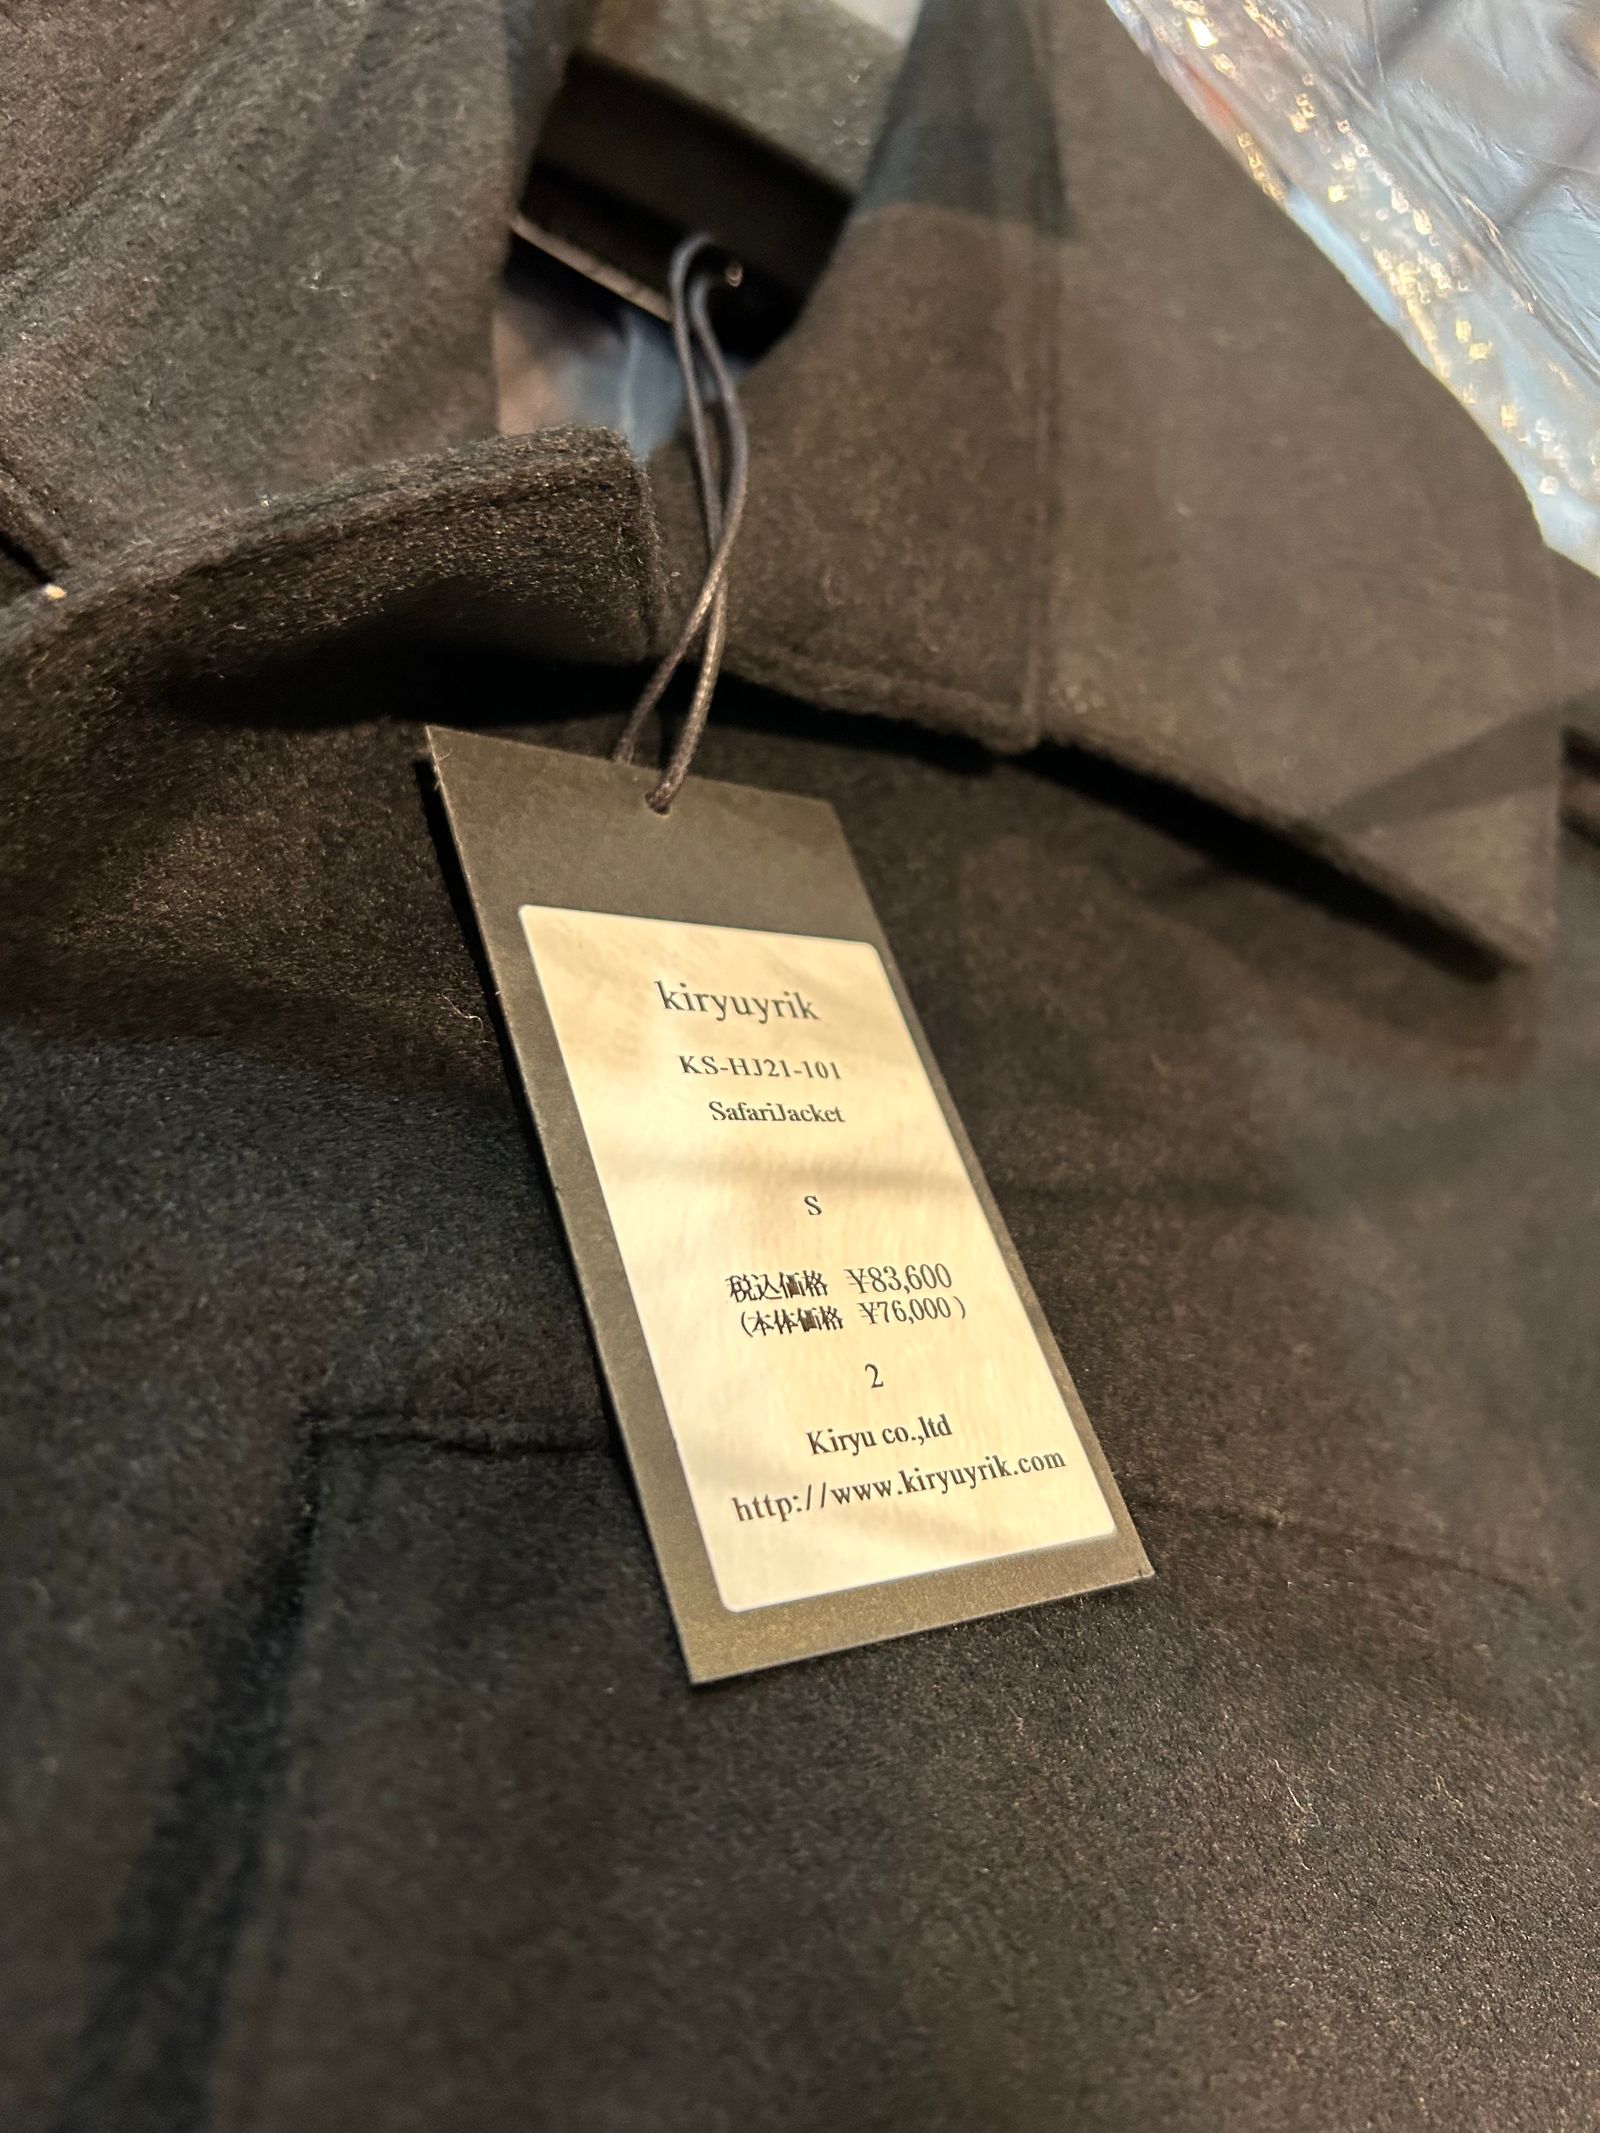 kiryuyrik
KS-HJ21-101
SafariJacket
S
税込価格 ¥83,600
(本体価格 ¥76,000)
2
Kiryu co.,ltd
http://www.kiryuyrik.com